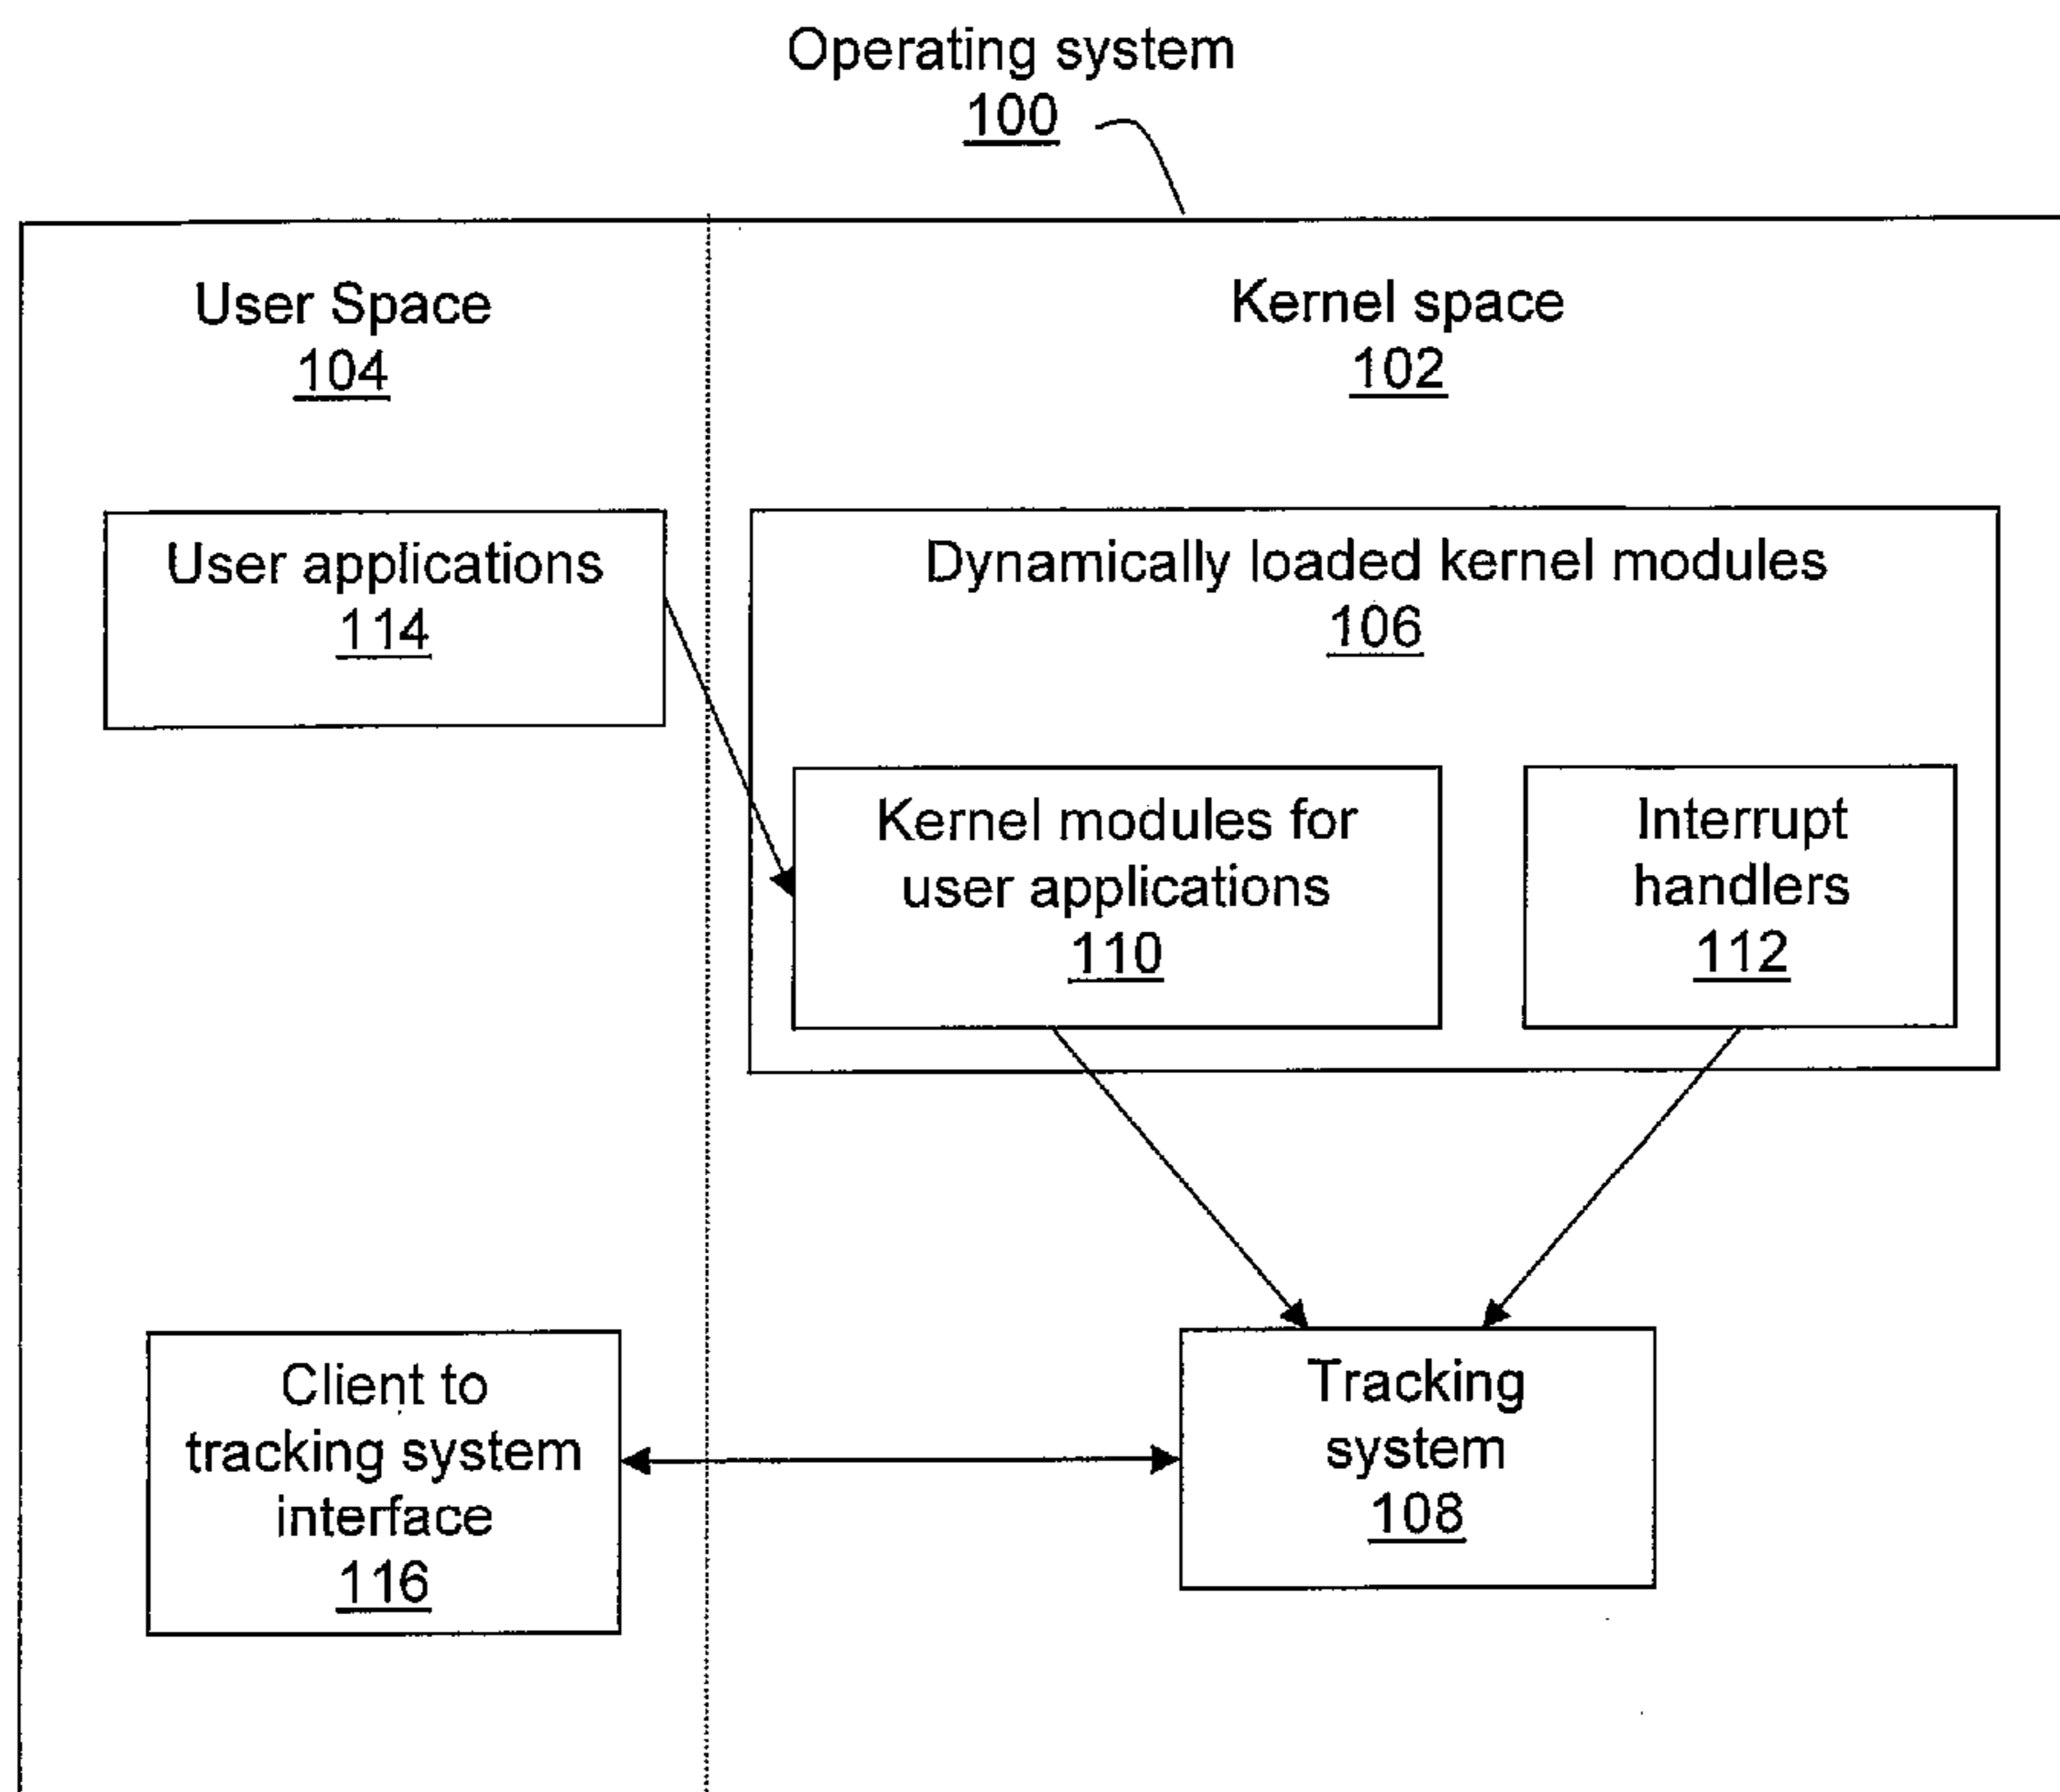 Operating system
100
User Space
104
Kernel space
102
User applications
114
Dynamically loaded kernel modules
106
Kernel modules for
user applications
110
Interrupt
handlers
112
Client to
tracking system
interface
116
Tracking
system
108